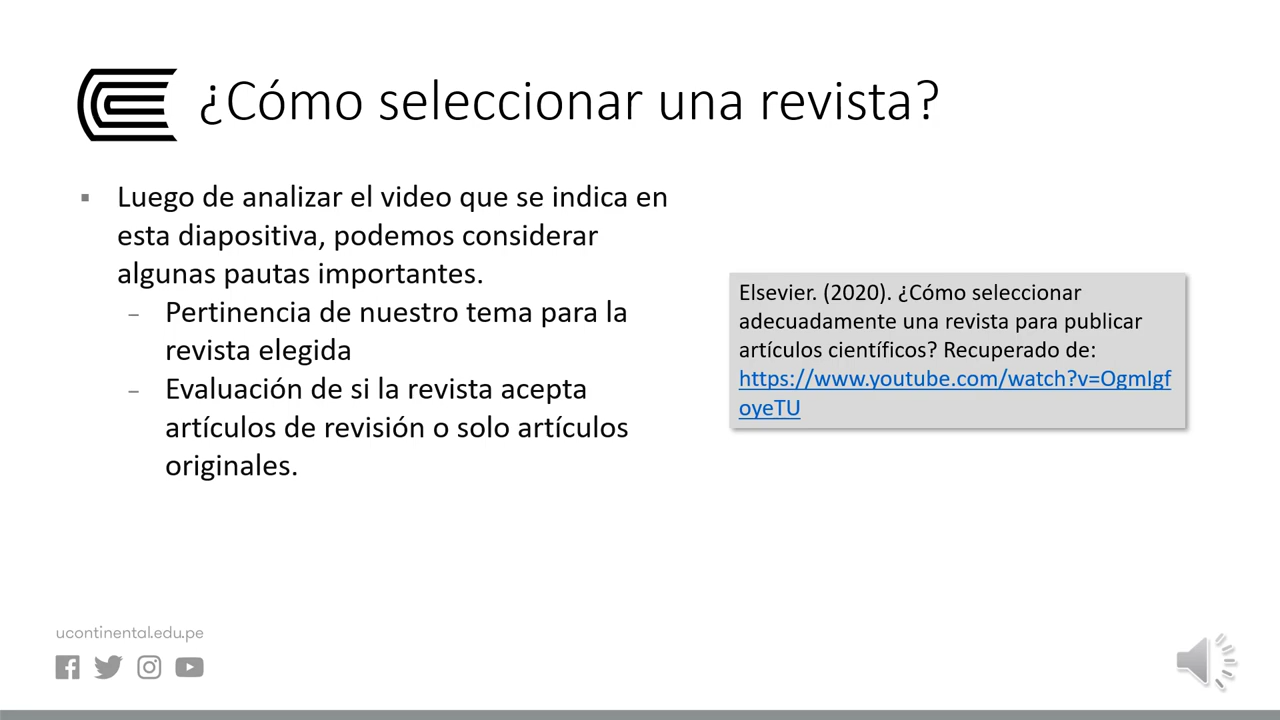 ¿Cómo seleccionar una revista?
Luego de analizar el video que se indica en
esta diapositiva, podemos considerar
algunas pautas importantes.
Pertinencia de nuestro tema para la
revista elegida
Evaluación de si la revista acepta
artículos de revisión o solo artículos
originales.
Elsevier. (2020). ¿Cómo seleccionar
adecuadamente una revista para publicar
artículos científicos? Recuperado de:
https://www.youtube.com/watch?v=OgmIgf
oyeTU
ucontinental.edu.pe